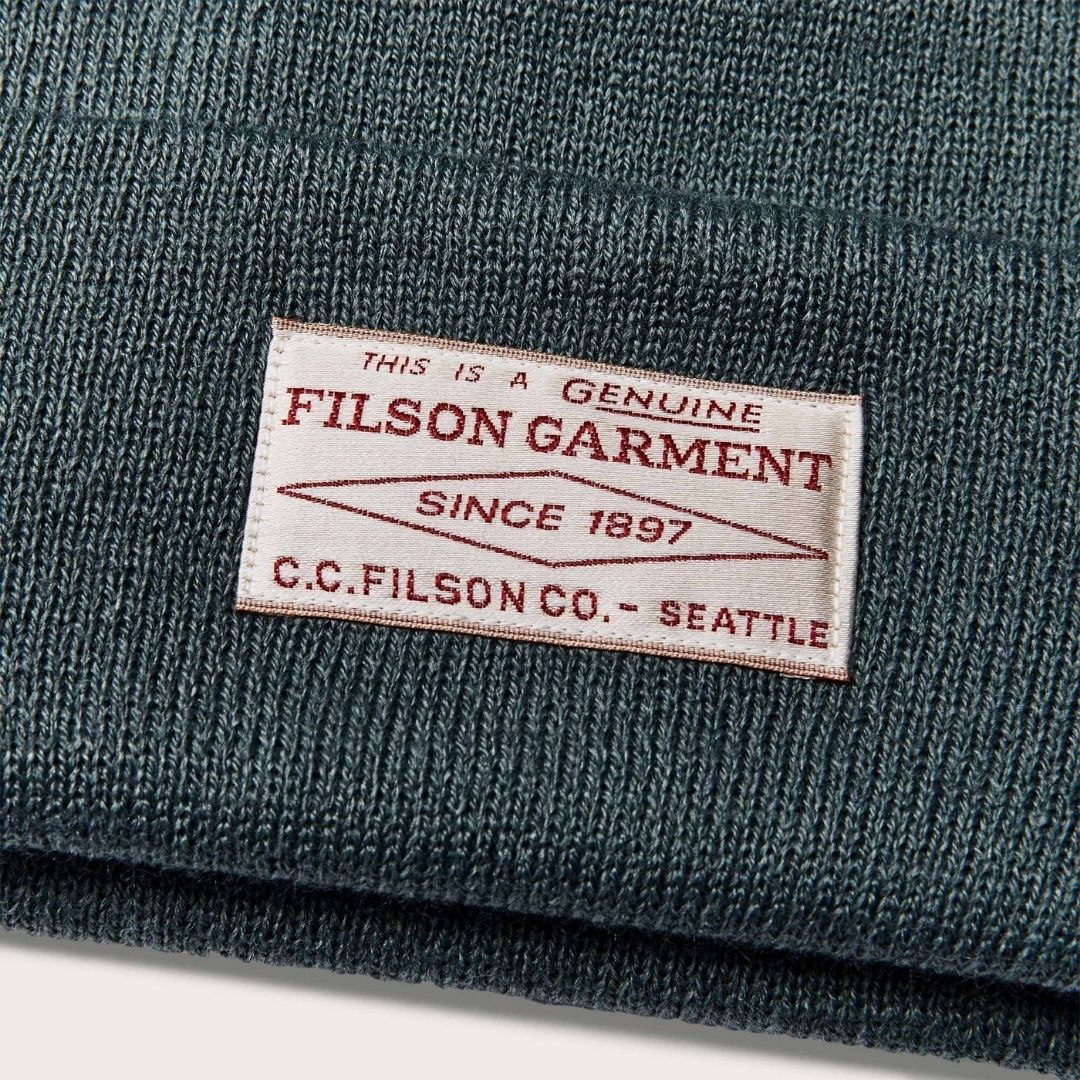 THIS IS A GENUINE
FILSON GARMENT
SINCE 1897
C.C.FILSON CO. - SEATTLE